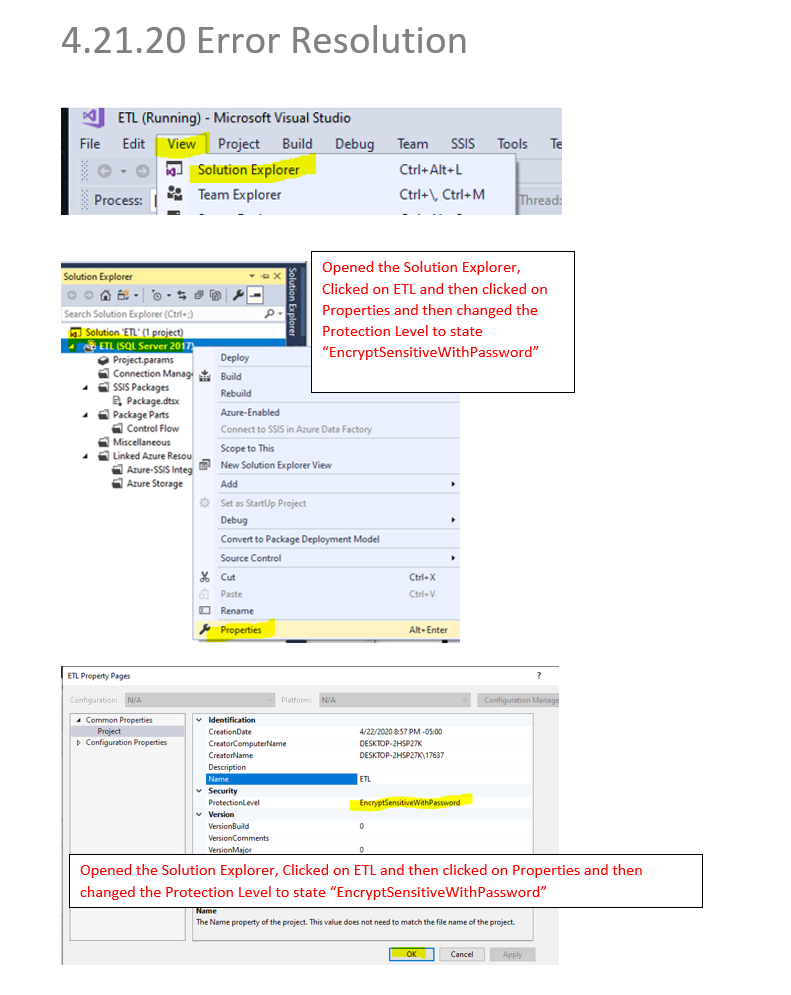 4.21.20 Error Resolution
ETL (Running) - Microsoft Visual Studio
File Edit View Project Build Debug Team SSIS Tools Te
Solution Explorer Ctrl+Alt+L
Team Explorer Ctrl+\, Ctrl+M
Process: Thread:
Solution Explorer
Solution Explorer
Search Solution Explorer (Ctrl+;)
Solution 'ETL' (1 project)
ETL (SQL Server 2017)
Project.params
Connection Manag
SSIS Packages
Package.dtsx
Package Parts
Control Flow
Miscellaneous
Linked Azure Resou
Azure-SSIS Integ
Azure Storage
Deploy
Build
Rebuild
Azure-Enabled
Connect to SSIS in Azure Data Factory
Scope to This
New Solution Explorer View
Add
Set as StartUp Project
Debug
Convert to Package Deployment Model
Source Control
Cut Ctrl+X
Paste Ctrl+V
Rename
Properties Alt+Enter
Opened the Solution Explorer,
Clicked on ETL and then clicked on
Properties and then changed the
Protection Level to state
“EncryptSensitiveWithPassword”
ETL Property Pages ?
Configuration: N/A Platform: N/A Configuration Manage
Common Properties
Project
Configuration Properties
Identification
CreationDate 4/22/2020 8:57 PM -05:00
CreatorComputerName DESKTOP-2HSP27K
CreatorName DESKTOP-2HSP27K\17637
Description
Name ETL
Security
ProtectionLevel EncryptSensitiveWithPassword
Version
VersionBuild 0
VersionComments
VersionMajor 0
Opened the Solution Explorer, Clicked on ETL and then clicked on Properties and then
changed the Protection Level to state “EncryptSensitiveWithPassword”
Name
The Name property of the project. This value does not need to match the file name of the project.
OK Cancel Apply